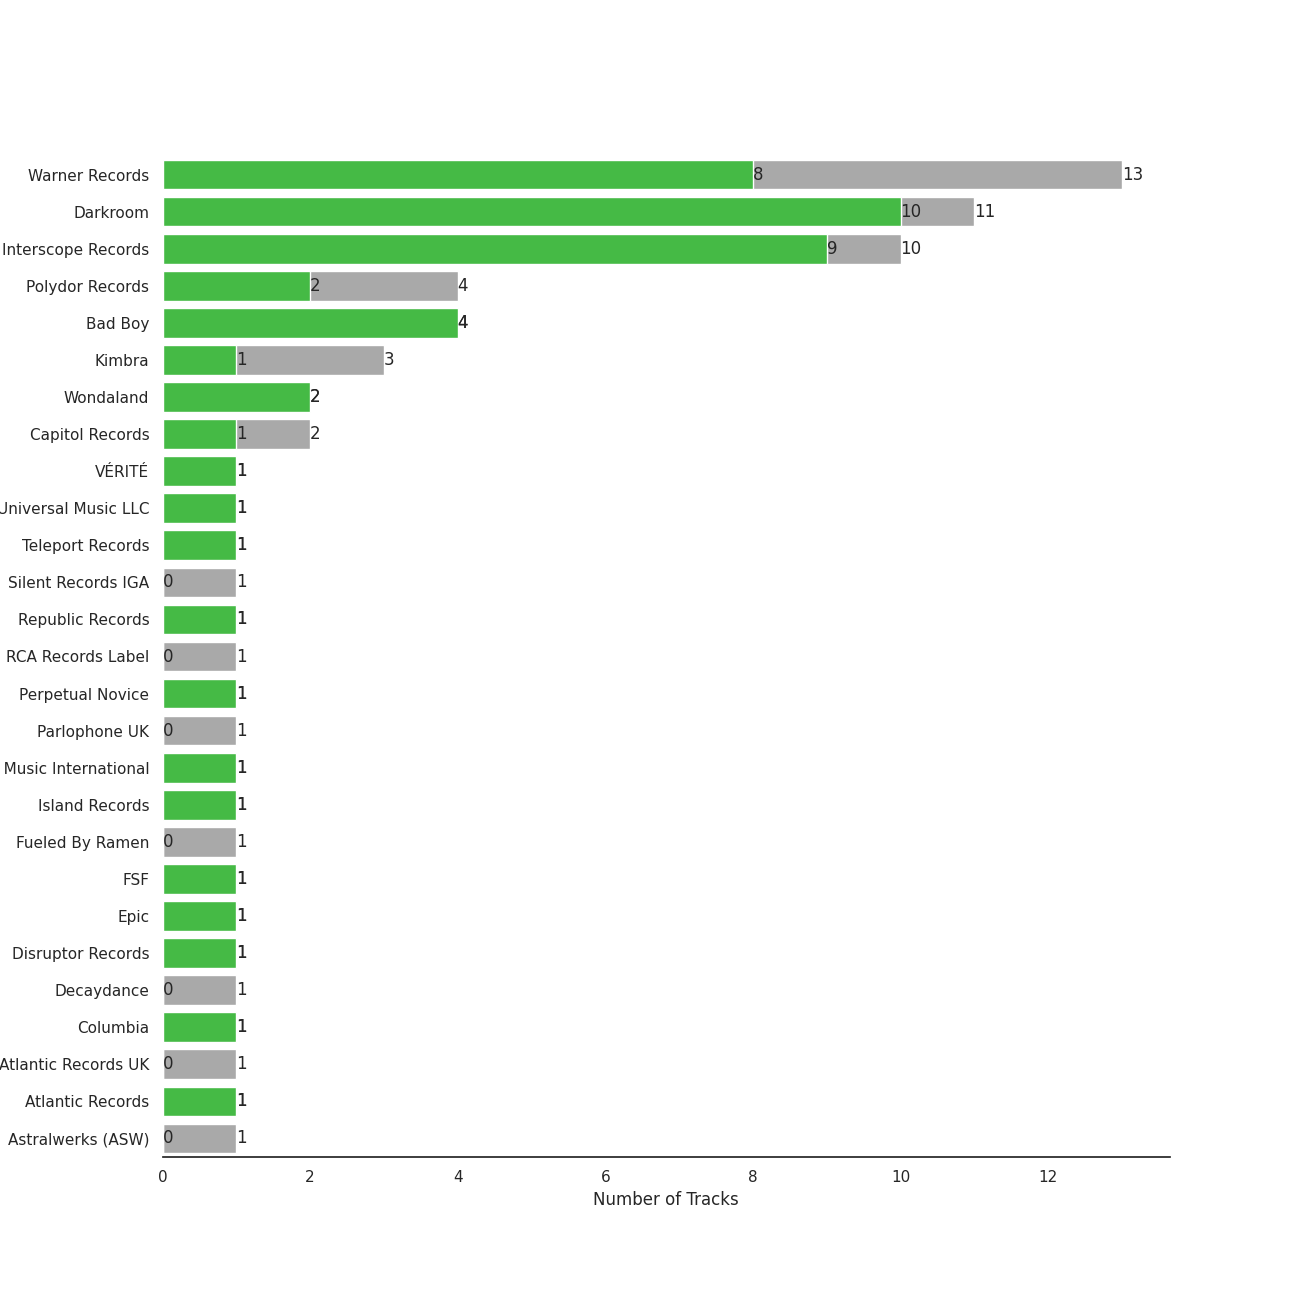 Warner Records 8 13
Darkroom 10 11
Interscope Records 9 10
Polydor Records 2 4
Bad Boy 4
Kimbra 1 3
Wondaland 2
Capitol Records 1 2
VÉRITÉ 1
Universal Music LLC 1
Teleport Records 1
Silent Records IGA 0 1
Republic Records 1
RCA Records Label 0 1
Perpetual Novice 1
Parlophone UK 0 1
Music International 1
Island Records 1
Fueled By Ramen 0 1
FSF 1
Epic 1
Disruptor Records 1
Decaydance 0 1
Columbia 1
Atlantic Records UK 0 1
Atlantic Records 1
Astralwerks (ASW) 0 1
0 2 4 6 8 10 12
Number of Tracks